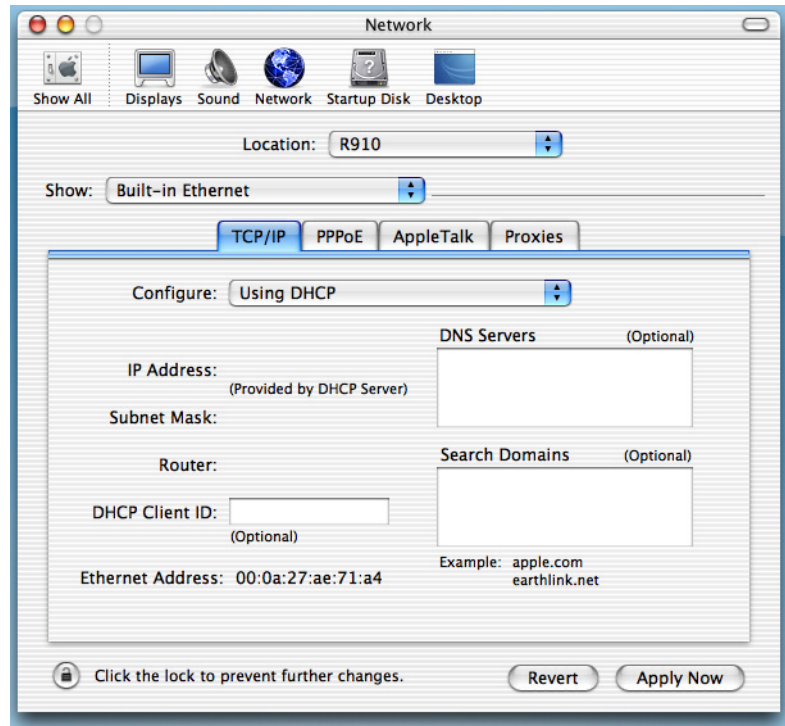 Network
Show All Displays Sound Network Startup Disk Desktop
Location: R910
Show: Built-in Ethernet
TCP/IP PPPoE AppleTalk Proxies
Configure: Using DHCP
DNS Servers (Optional)
IP Address:
(Provided by DHCP Server)
Subnet Mask:
Search Domains (Optional)
Router:
DHCP Client ID:
(Optional)
Example: apple.com
earthlink.net
Ethernet Address: 00:0a:27:ae:71:a4
Click the lock to prevent further changes.
Revert Apply Now